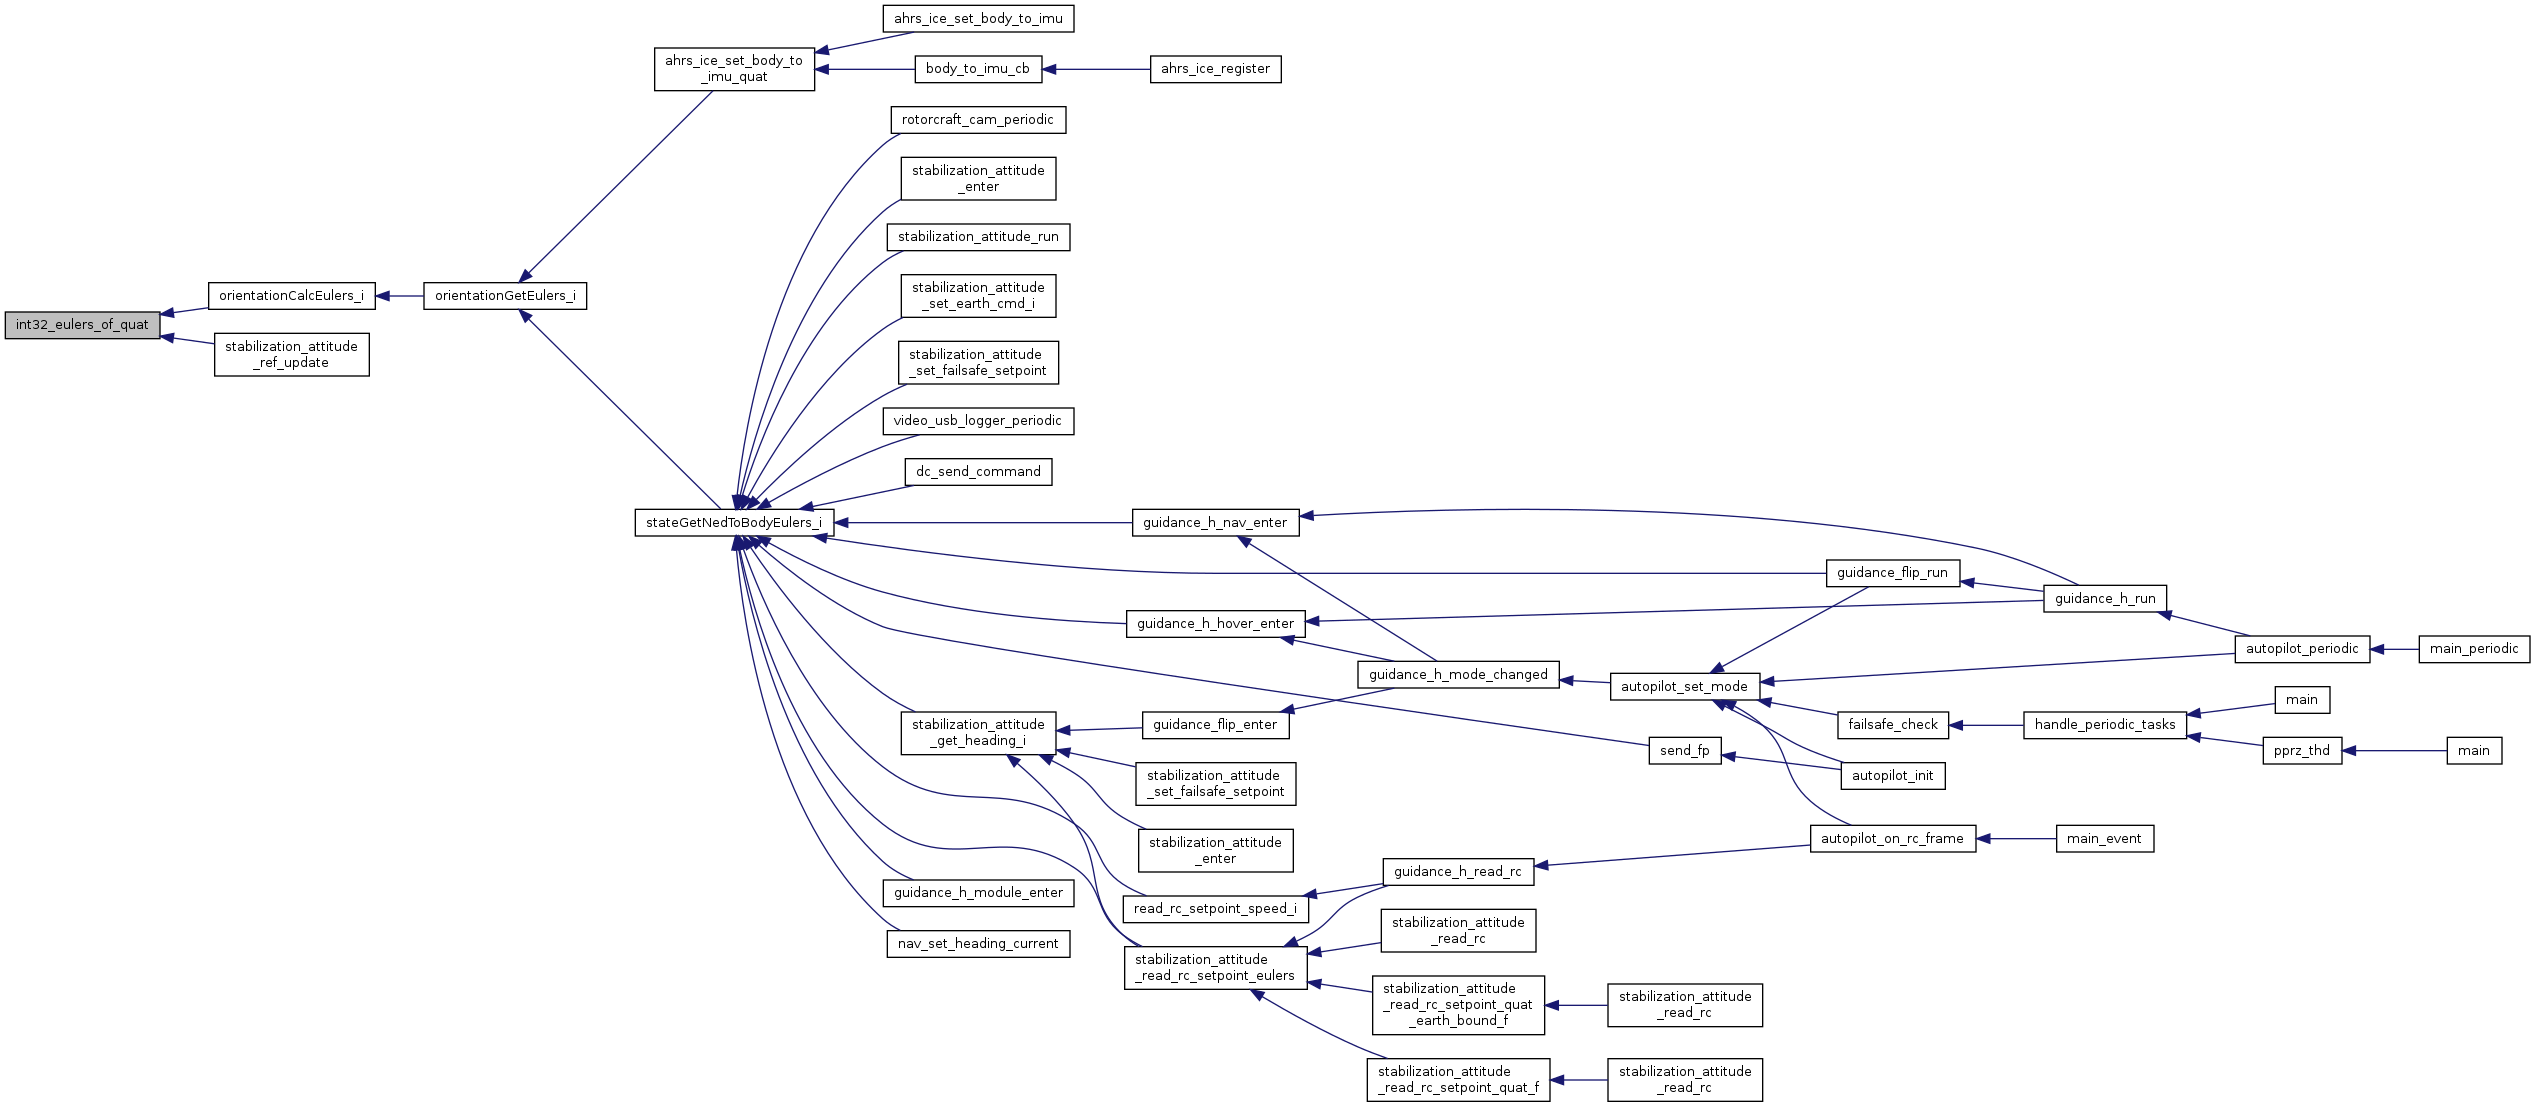 int32_eulers_of_quat
orientationCalcEulers_i
stabilization_attitude
_ref_update
orientationGetEulers_i
ahrs_ice_set_body_to
_imu_quat
stateGetNedToBodyEulers_i
ahrs_ice_set_body_to_imu
body_to_imu_cb
ahrs_ice_register
rotorcraft_cam_periodic
stabilization_attitude
_enter
stabilization_attitude_run
stabilization_attitude
_set_earth_cmd_i
stabilization_attitude
_set_failsafe_setpoint
video_usb_logger_periodic
dc_send_command
guidance_h_nav_enter
guidance_flip_run
guidance_h_run
guidance_h_hover_enter
autopilot_periodic
main_periodic
guidance_h_mode_changed
autopilot_set_mode
main
stabilization_attitude
_get_heading_i
guidance_flip_enter
failsafe_check
handle_periodic_tasks
send_fp
pprz_thd
main
stabilization_attitude
_set_failsafe_setpoint
autopilot_init
stabilization_attitude
_enter
autopilot_on_rc_frame
main_event
guidance_h_read_rc
guidance_h_module_enter
read_rc_setpoint_speed_i
stabilization_attitude
_read_rc
nav_set_heading_current
stabilization_attitude
_read_rc_setpoint_eulers
stabilization_attitude
_read_rc_setpoint_quat
_earth_bound_f
stabilization_attitude
_read_rc
stabilization_attitude
_read_rc_setpoint_quat_f
stabilization_attitude
_read_rc